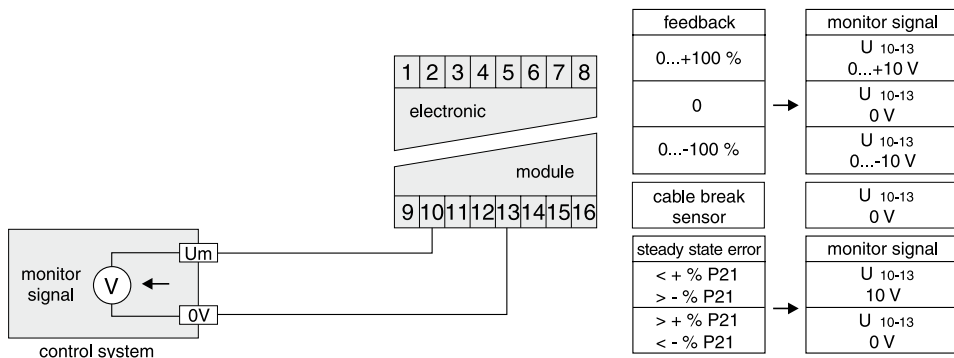 1 2 3 4 5 6 7 8
electronic
module
9 10 11 12 13 14 15 16
Um
monitor
signal
V
0V
control system
feedback
monitor signal
0...+100 %
U 10-13
0...+10 V
0
U 10-13
0 V
0...-100 %
U 10-13
0...-10 V
cable break
sensor
U 10-13
0 V
steady state error
monitor signal
< + % P21
> - % P21
U 10-13
10 V
> + % P21
< - % P21
U 10-13
0 V